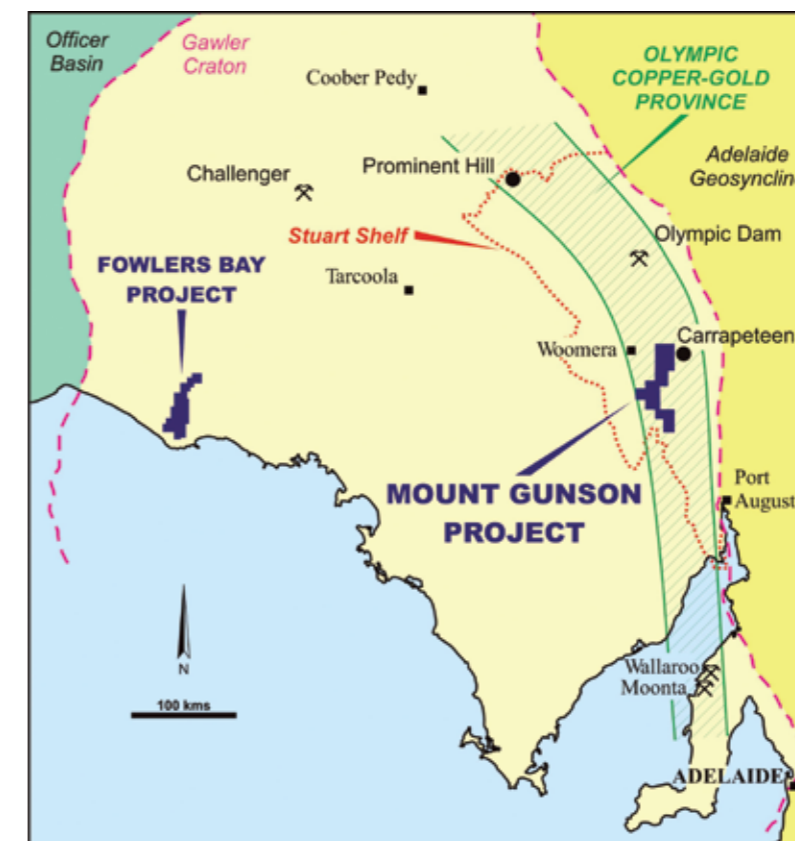 Officer
Basin
Gawler
Craton
Coober Pedy
OLYMPIC
COPPER-GOLD
PROVINCE
Adelaide
Geosyncline
Prominent Hill
Challenger
Stuart Shelf
Olympic Dam
FOWLERS BAY
PROJECT
Tarcoola
Woomera
Carrapeteen
MOUNT GUNSON
PROJECT
Port
August
N
100 kms
Wallaroo
Moonta
ADELAIDE